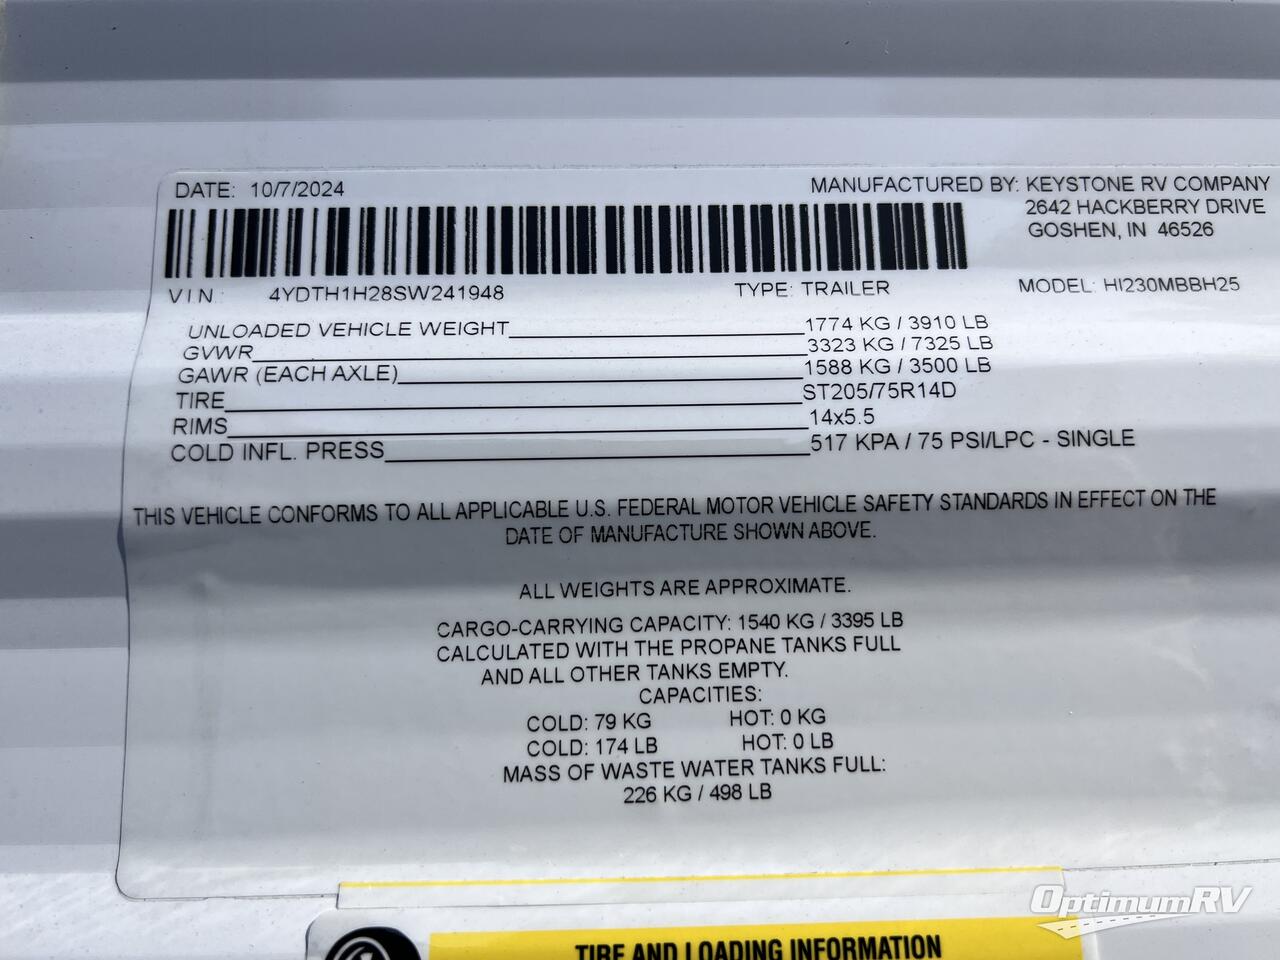 DATE: 10/7/2024
MANUFACTURED BY: KEYSTONE RV COMPANY
2642 HACKBERRY DRIVE
GOSHEN, IN 46526
VIN: 4YDTH1H28SW241948 TYPE: TRAILER MODEL: HI230MBBH25
UNLOADED VEHICLE WEIGHT 1774 KG / 3910 LB
GVWR 3323 KG / 7325 LB
GAWR (EACH AXLE) 1588 KG / 3500 LB
TIRE ST205/75R14D
RIMS 14x5.5
COLD INFL. PRESS 517 KPA / 75 PSI/LPC - SINGLE
THIS VEHICLE CONFORMS TO ALL APPLICABLE U.S. FEDERAL MOTOR VEHICLE SAFETY STANDARDS IN EFFECT ON THE
DATE OF MANUFACTURE SHOWN ABOVE.
ALL WEIGHTS ARE APPROXIMATE.
CARGO-CARRYING CAPACITY: 1540 KG / 3395 LB
CALCULATED WITH THE PROPANE TANKS FULL
AND ALL OTHER TANKS EMPTY.
CAPACITIES:
COLD: 79 KG HOT: 0 KG
COLD: 174 LB HOT: 0 LB
MASS OF WASTE WATER TANKS FULL:
226 KG / 498 LB
OptimumRV
TIRE AND LOADING INFORMATION